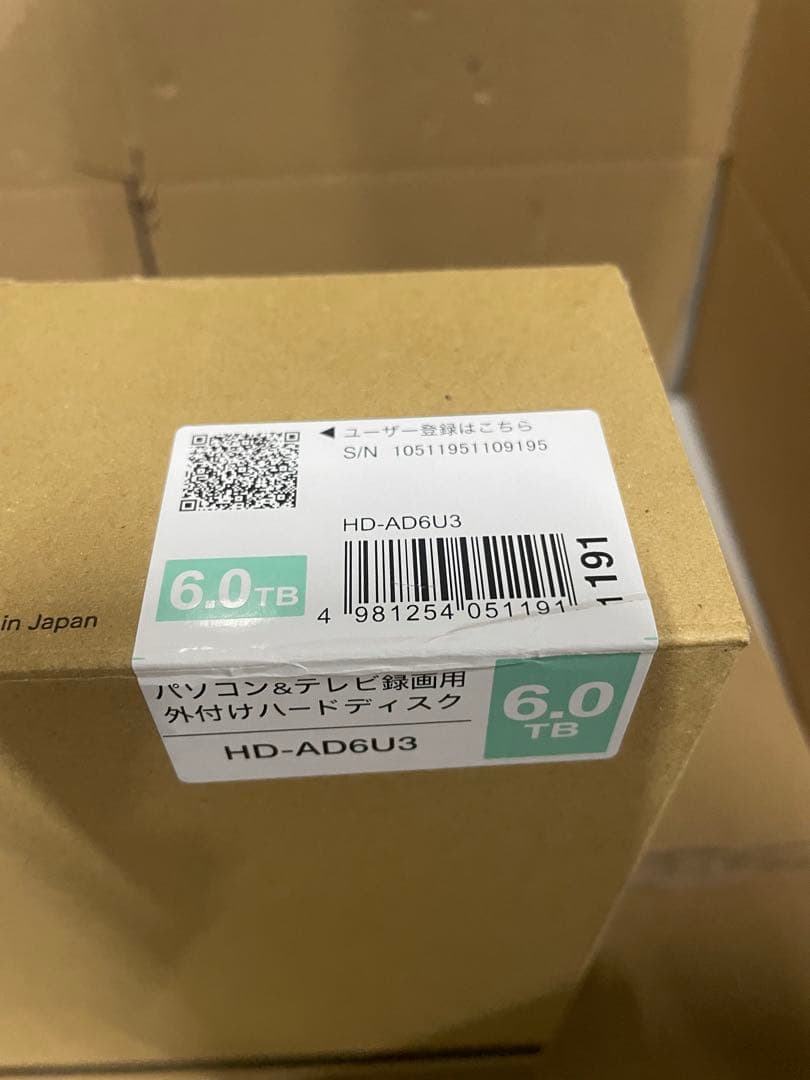 ◀ ユーザー登録はこちら
S/N 10511951109195
HD-AD6U3
6.0TB
4 981254 051191
1191
in Japan
パソコン&テレビ録画用
外付けハードディスク
HD-AD6U3
6.0
TB